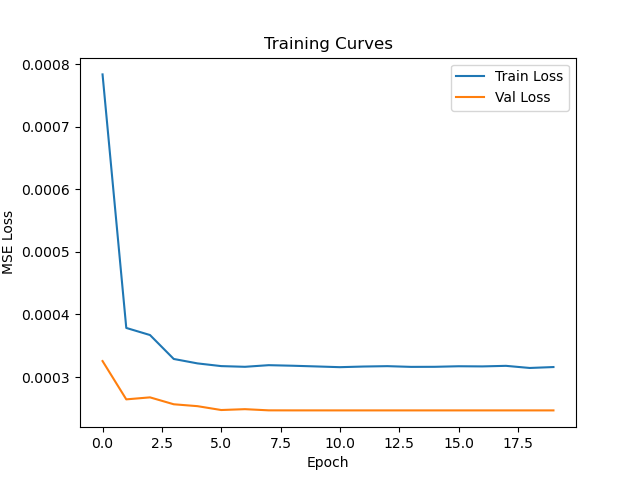 Training Curves
Train Loss
Val Loss
MSE Loss
0.0008
0.0007
0.0006
0.0005
0.0004
0.0003
0.0 2.5 5.0 7.5 10.0 12.5 15.0 17.5
Epoch